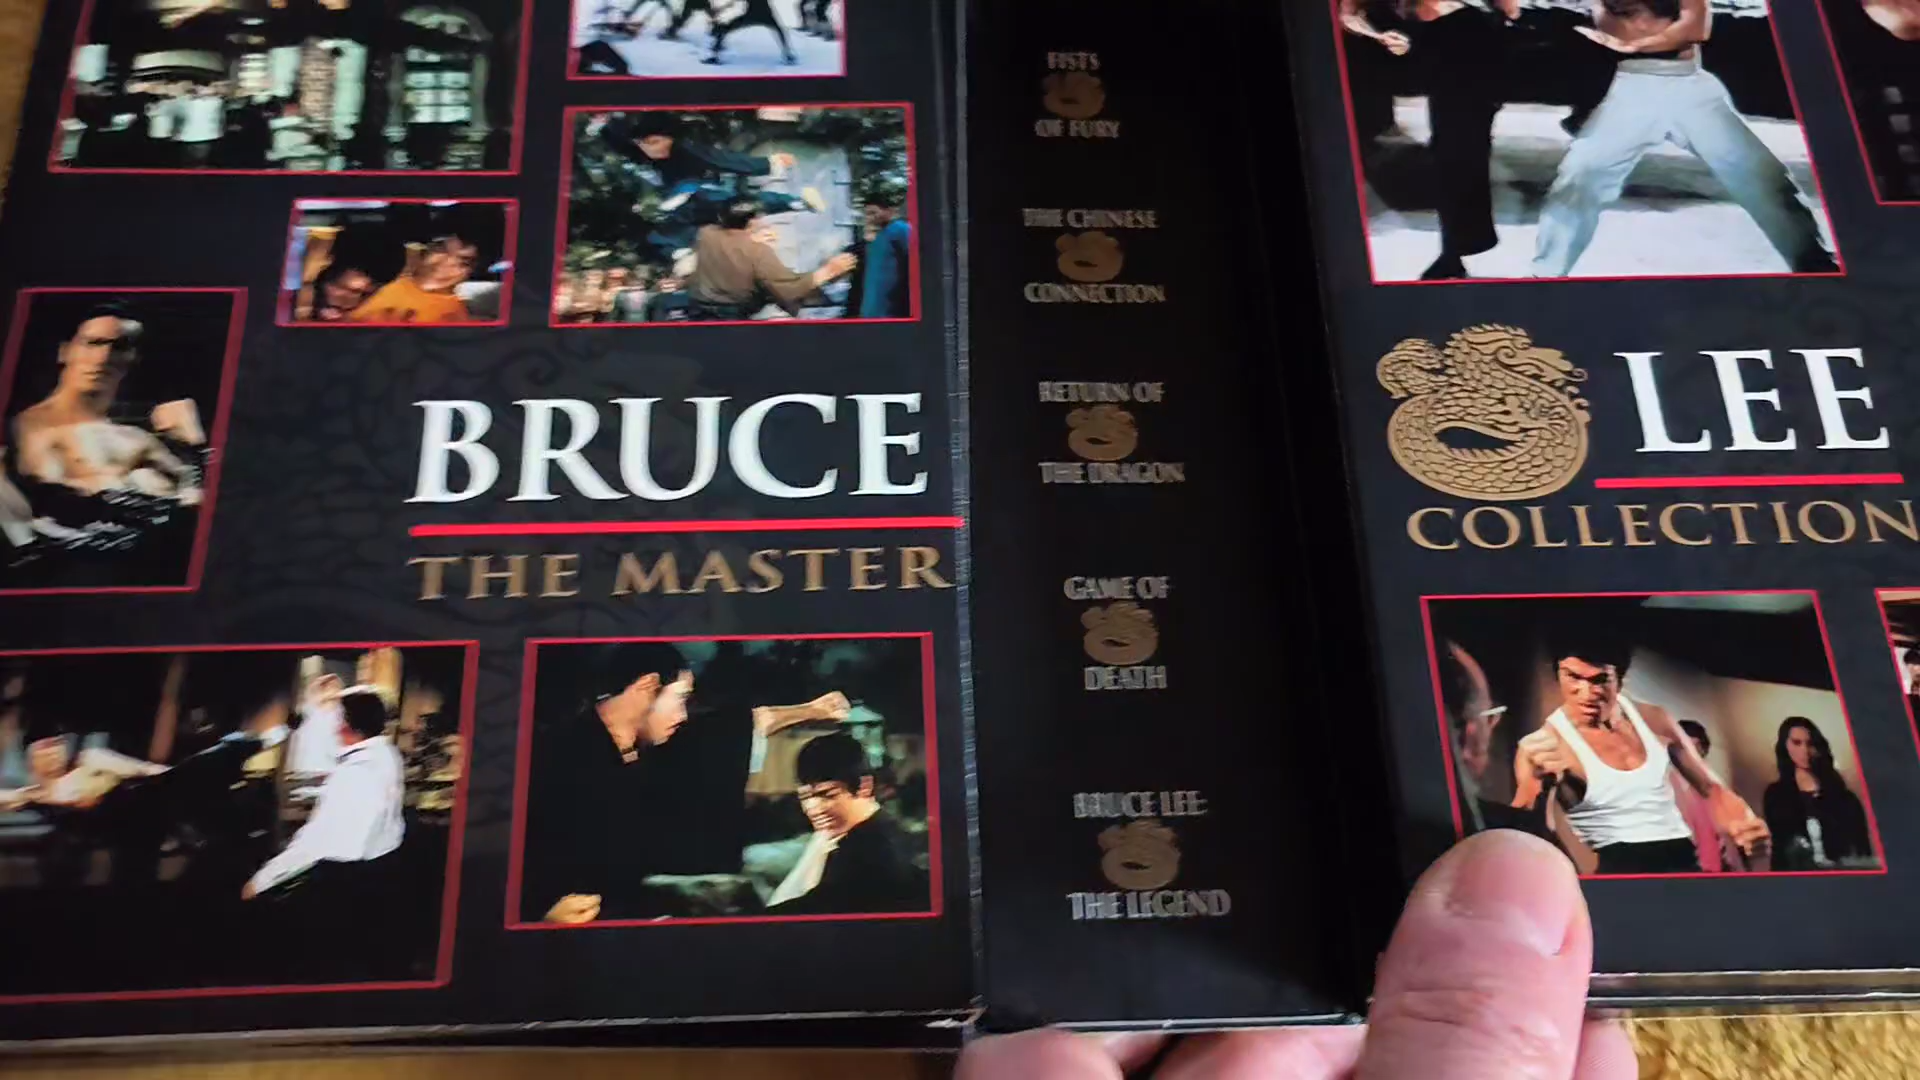 BRUCE
THE MASTER
FISTS
OF FURY
THE CHINESE
CONNECTION
RETURN OF
THE DRAGON
GAME OF
DEATH
BRUCE LEE
THE LEGEND
LEE
COLLECTION